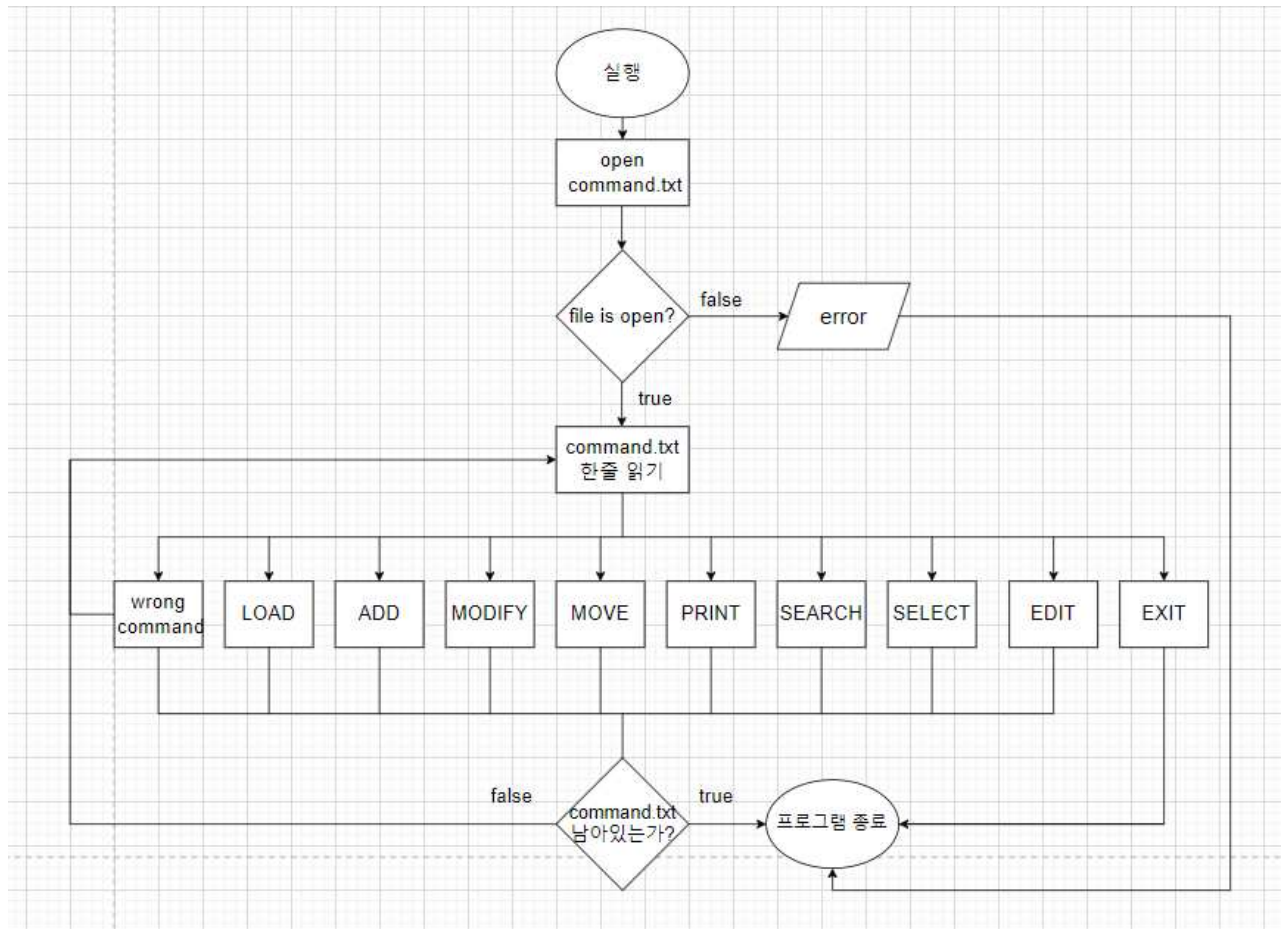 실행
open
command.txt
file is open?
false
error
true
command.txt
한줄 읽기
wrong
command
LOAD
ADD
MODIFY
MOVE
PRINT
SEARCH
SELECT
EDIT
EXIT
false
command.txt
남아있는가?
true
프로그램 종료